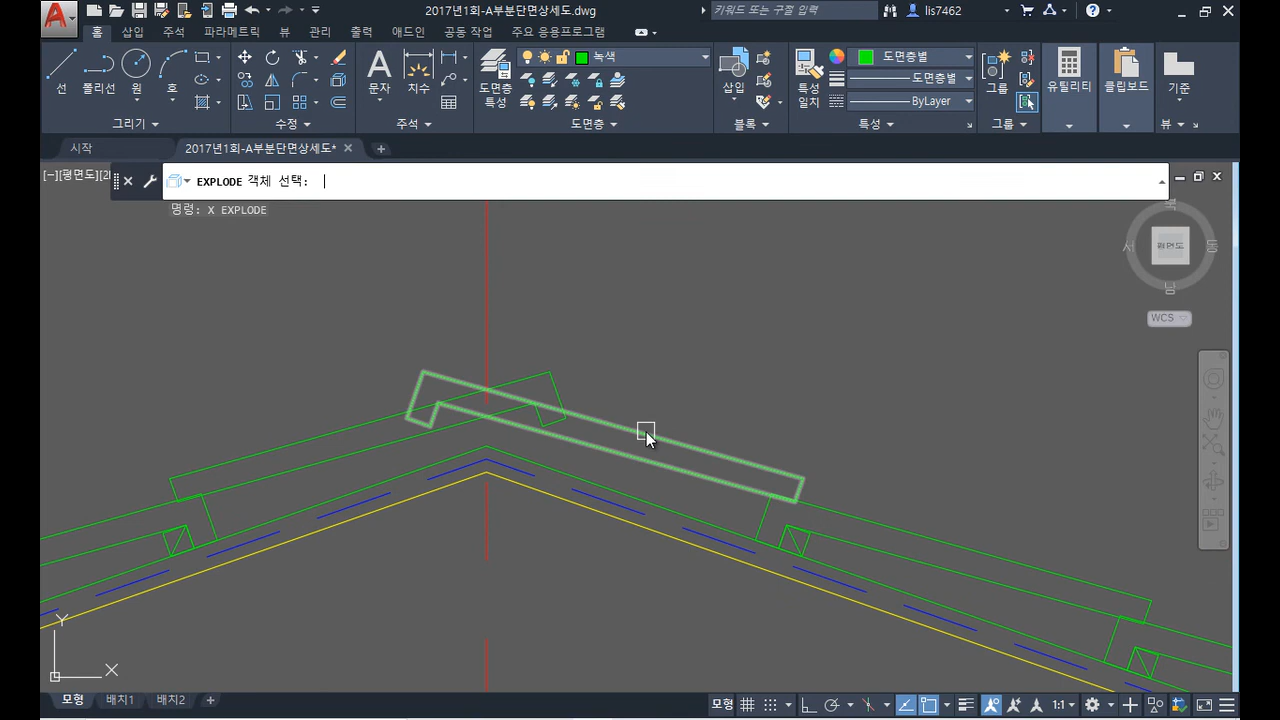 2017년1회-A부분단면상세도.dwg
키워드 또는 구절 입력
lis7462
홈 삽입 주석 파라메트릭 뷰 관리 출력 애드인 공동 작업 주요 응용프로그램
녹색
도면층별
도면층별
ByLayer
선 폴리선 원 호
문자 치수
도면층
특성
삽입
특성
일치
그룹
유틸리티
클립보드
기준
그리기 수정 주석 도면층 블록 특성 그룹 뷰
시작 2017년1회-A부분단면상세도*
[−][평면도][2
EXPLODE 객체 선택:
명령: X EXPLODE
북
서 평면도 동
남
WCS
Y
X
모형 배치1 배치2
모형 1:1